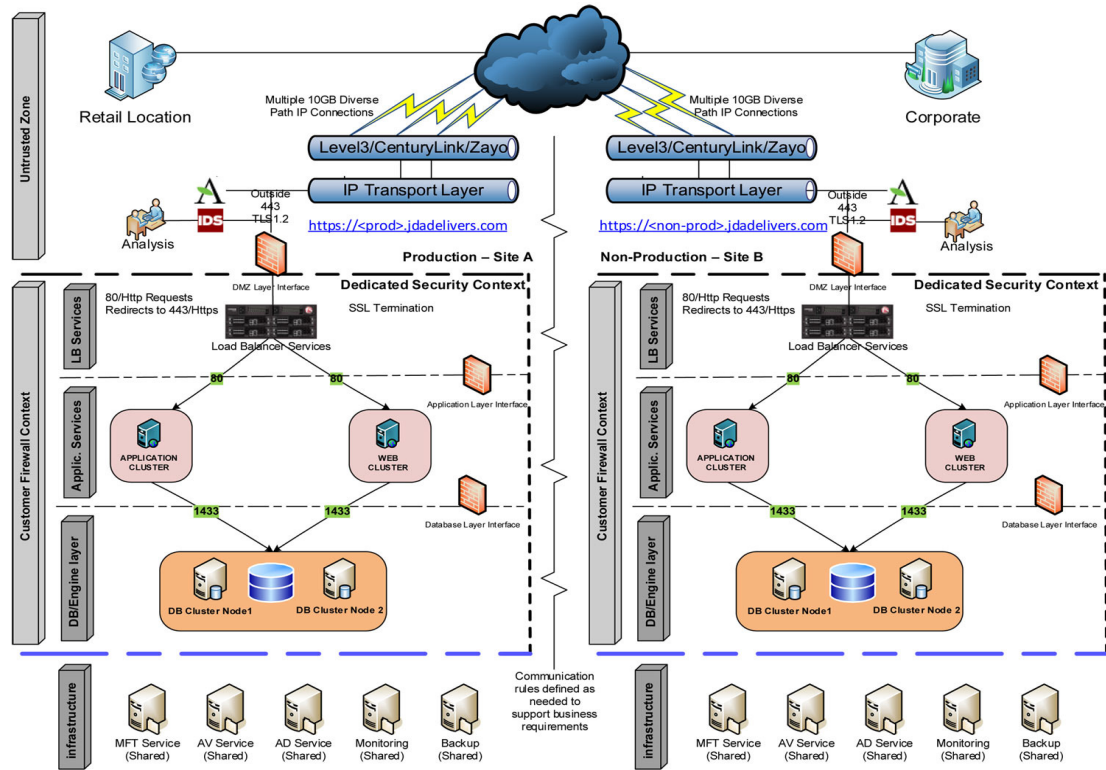 Untrusted Zone
Retail Location
Multiple 10GB Diverse
Path IP Connections
Level3/CenturyLink/Zayo
IP Transport Layer
Outside
443
TLS1.2
IDS
Analysis
https://<prod>.jdadelivers.com
Production – Site A
Corporate
Multiple 10GB Diverse
Path IP Connections
Level3/CenturyLink/Zayo
IP Transport Layer
Outside
443
TLS1.2
IDS
Analysis
https://<non-prod>.jdadelivers.com
Non-Production – Site B
Customer Firewall Context
LB Services
DMZ Layer Interface
Dedicated Security Context
80/Http Requests
Redirects to 443/Https
SSL Termination
Load Balancer Services
80
80
Application Layer Interface
Applic. Services
APPLICATION
CLUSTER
WEB
CLUSTER
1433
1433
Database Layer Interface
DB/Engine layer
DB Cluster Node1
DB Cluster Node 2
infrastructure
MFT Service
(Shared)
AV Service
(Shared)
AD Service
(Shared)
Monitoring
(Shared)
Backup
(Shared)
Communication
rules defined as
needed to
support business
requirements
Customer Firewall Context
LB Services
DMZ Layer Interface
Dedicated Security Context
80/Http Requests
Redirects to 443/Https
SSL Termination
Load Balancer Services
80
80
Application Layer Interface
Applic. Services
APPLICATION
CLUSTER
WEB
CLUSTER
1433
1433
Database Layer Interface
DB/Engine layer
DB Cluster Node1
DB Cluster Node 2
infrastructure
MFT Service
(Shared)
AV Service
(Shared)
AD Service
(Shared)
Monitoring
(Shared)
Backup
(Shared)